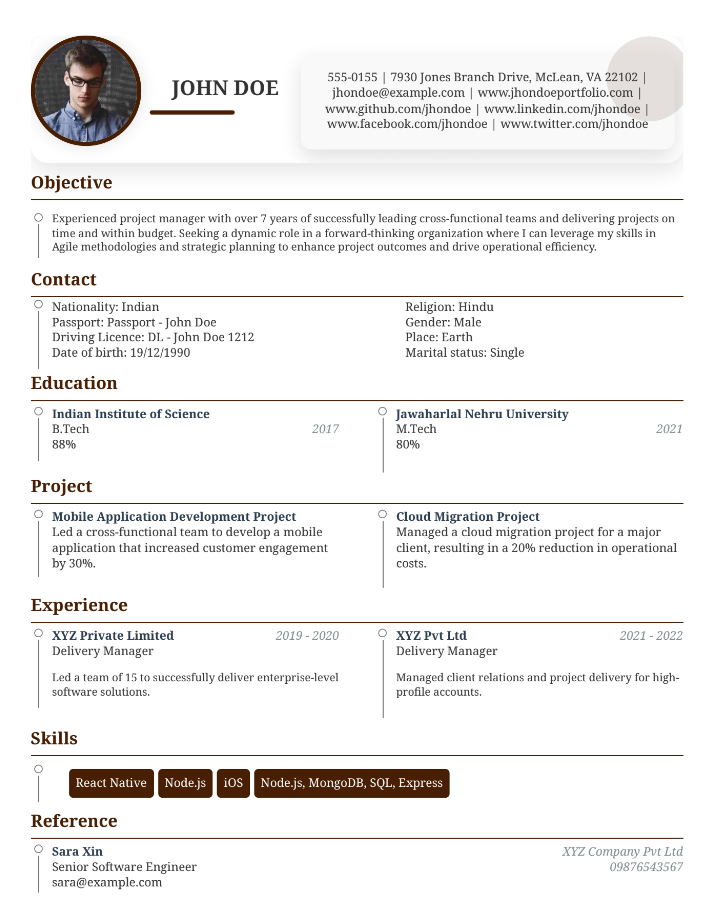 JOHN DOE
555-0155 | 7930 Jones Branch Drive, McLean, VA 22102 |
jhondoe@example.com | www.jhondoeportfolio.com |
www.github.com/jhondoe | www.linkedin.com/jhondoe |
www.facebook.com/jhondoe | www.twitter.com/jhondoe
Objective
Experienced project manager with over 7 years of successfully leading cross-functional teams and delivering projects on
time and within budget. Seeking a dynamic role in a forward-thinking organization where I can leverage my skills in
Agile methodologies and strategic planning to enhance project outcomes and drive operational efficiency.
Contact
Nationality: Indian
Passport: Passport - John Doe
Driving Licence: DL - John Doe 1212
Date of birth: 19/12/1990
Religion: Hindu
Gender: Male
Place: Earth
Marital status: Single
Education
Indian Institute of Science
B.Tech 2017
88%
Jawaharlal Nehru University
M.Tech 2021
80%
Project
Mobile Application Development Project
Led a cross-functional team to develop a mobile
application that increased customer engagement
by 30%.
Cloud Migration Project
Managed a cloud migration project for a major
client, resulting in a 20% reduction in operational
costs.
Experience
XYZ Private Limited 2019 - 2020
Delivery Manager
Led a team of 15 to successfully deliver enterprise-level
software solutions.
XYZ Pvt Ltd 2021 - 2022
Delivery Manager
Managed client relations and project delivery for high-
profile accounts.
Skills
React Native Node.js iOS Node.js, MongoDB, SQL, Express
Reference
Sara Xin XYZ Company Pvt Ltd
Senior Software Engineer 09876543567
sara@example.com